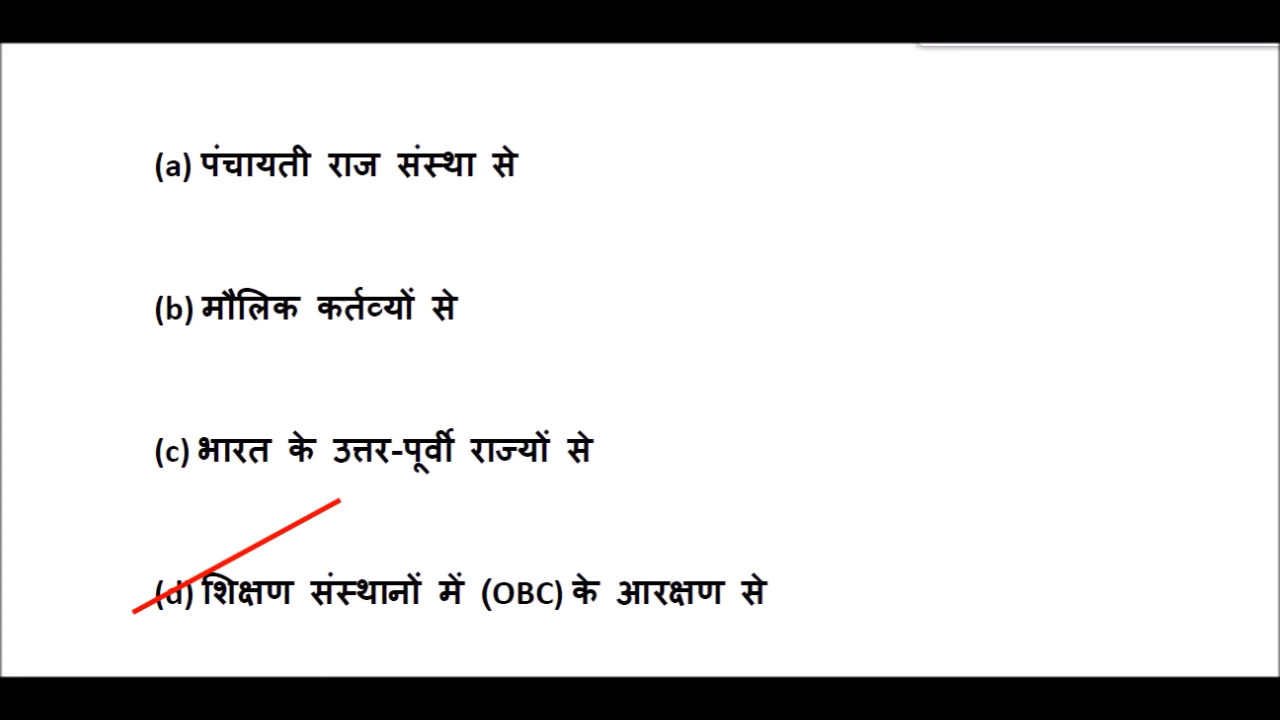 (a) पंचायती राज संस्था से
(b) मौलिक कर्तव्यों से
(c) भारत के उत्तर-पूर्वी राज्यों से
(d) शिक्षण संस्थानों में (OBC) के आरक्षण से